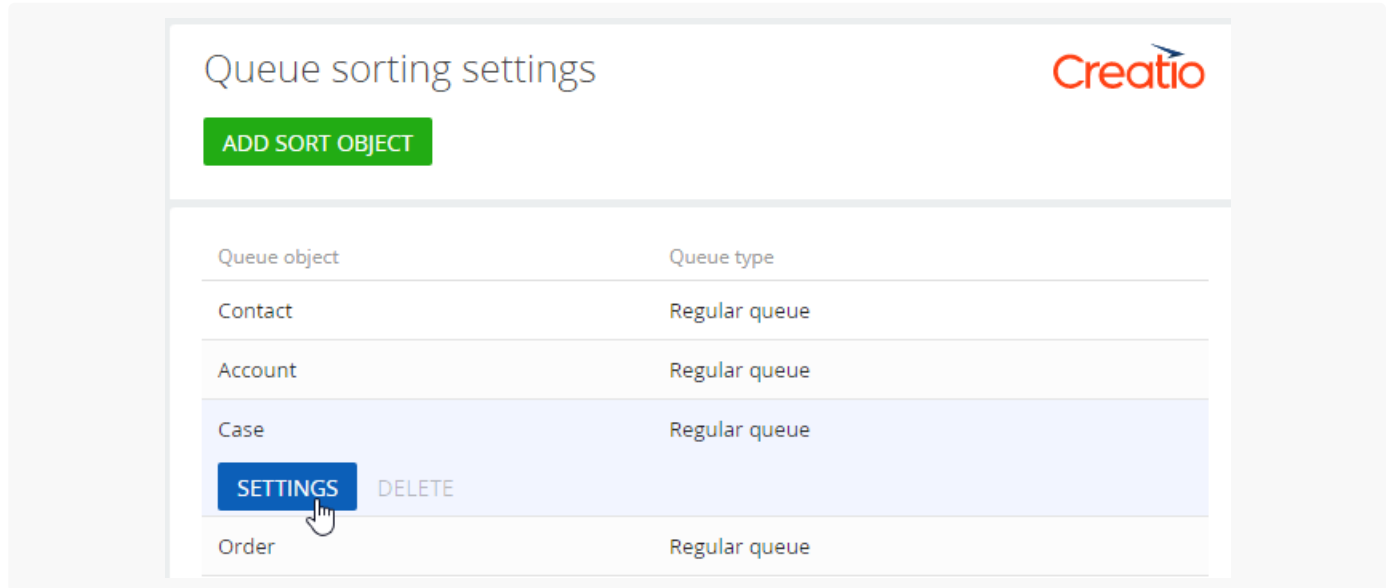 Queue sorting settings
Creatio
ADD SORT OBJECT
Queue object Queue type
Contact Regular queue
Account Regular queue
Case Regular queue
SETTINGS DELETE
Order Regular queue